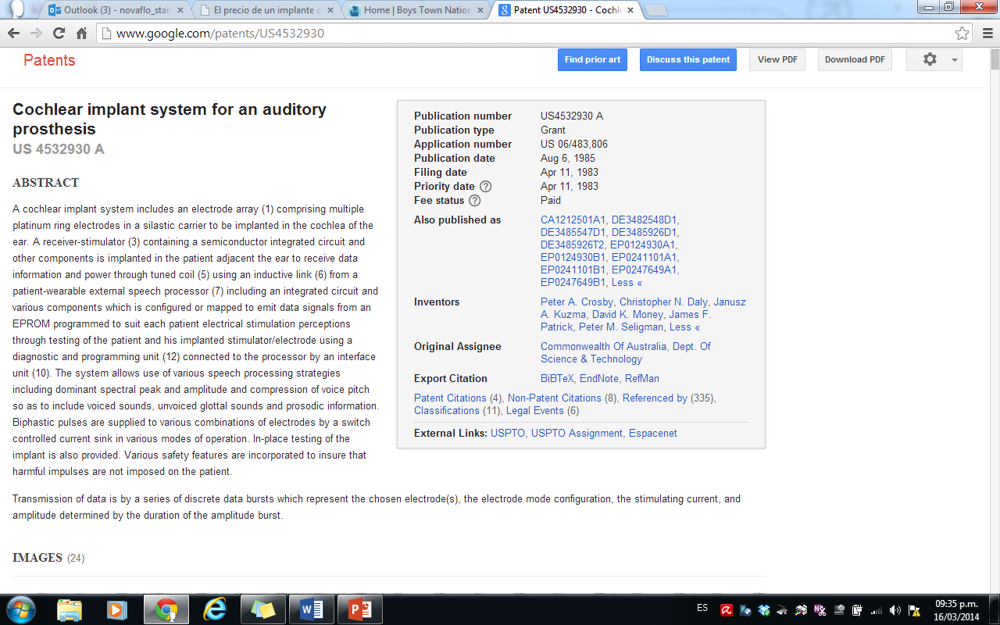 Outlook (3) - novaflo_star
El precio de un implante c
Home | Boys Town Nation
Patent US4532930 - Cochle
www.google.com/patents/US4532930
Patents
Find prior art
Discuss this patent
View PDF
Download PDF
Cochlear implant system for an auditory
prosthesis
US 4532930 A
ABSTRACT
A cochlear implant system includes an electrode array (1) comprising multiple
platinum ring electrodes in a silastic carrier to be implanted in the cochlea of the
ear. A receiver-stimulator (3) containing a semiconductor integrated circuit and
other components is implanted in the patient adjacent the ear to receive data
information and power through tuned coil (5) using an inductive link (6) from a
patient-wearable external speech processor (7) including an integrated circuit and
various components which is configured or mapped to emit data signals from an
EPROM programmed to suit each patient electrical stimulation perceptions
through testing of the patient and his implanted stimulator/electrode using a
diagnostic and programming unit (12) connected to the processor by an interface
unit (10). The system allows use of various speech processing strategies
including dominant spectral peak and amplitude and compression of voice pitch
so as to include voiced sounds, unvoiced glottal sounds and prosodic information.
Biphastic pulses are supplied to various combinations of electrodes by a switch
controlled current sink in various modes of operation. In-place testing of the
implant is also provided. Various safety features are incorporated to insure that
harmful impulses are not imposed on the patient.
Transmission of data is by a series of discrete data bursts which represent the chosen electrode(s), the electrode mode configuration, the stimulating current, and
amplitude determined by the duration of the amplitude burst.
IMAGES (24)
Publication number US4532930 A
Publication type Grant
Application number US 06/483,806
Publication date Aug 6, 1985
Filing date Apr 11, 1983
Priority date ? Apr 11, 1983
Fee status ? Paid
Also published as CA1212501A1, DE3482548D1,
DE3485547D1, DE3485926D1,
DE3485926T2, EP0124930A1,
EP0124930B1, EP0241101A1,
EP0241101B1, EP0247649A1,
EP0247649B1, Less «
Inventors Peter A. Crosby, Christopher N. Daly, Janusz
A. Kuzma, David K. Money, James F.
Patrick, Peter M. Seligman, Less «
Original Assignee Commonwealth Of Australia, Dept. Of
Science & Technology
Export Citation BiBTeX, EndNote, RefMan
Patent Citations (4), Non-Patent Citations (8), Referenced by (335),
Classifications (11), Legal Events (6)
External Links: USPTO, USPTO Assignment, Espacenet
ES
09:35 p.m.
16/03/2014